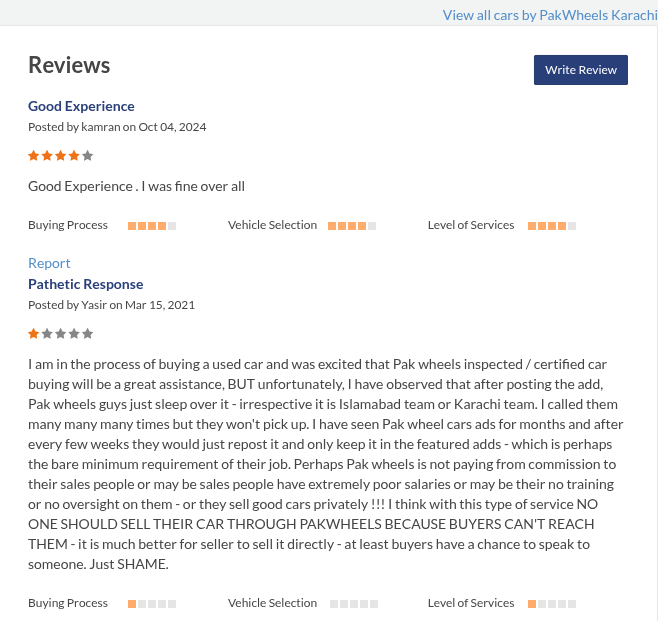 View all cars by PakWheels Karachi
Reviews
Write Review
Good Experience
Posted by kamran on Oct 04, 2024
Good Experience . I was fine over all
Buying Process Vehicle Selection Level of Services
Report
Pathetic Response
Posted by Yasir on Mar 15, 2021
I am in the process of buying a used car and was excited that Pak wheels inspected / certified car
buying will be a great assistance, BUT unfortunately, I have observed that after posting the add,
Pak wheels guys just sleep over it - irrespective it is Islamabad team or Karachi team. I called them
many many many times but they won't pick up. I have seen Pak wheel cars ads for months and after
every few weeks they would just repost it and only keep it in the featured adds - which is perhaps
the bare minimum requirement of their job. Perhaps Pak wheels is not paying from commission to
their sales people or may be sales people have extremely poor salaries or may be their no training
or no oversight on them - or they sell good cars privately !!! I think with this type of service NO
ONE SHOULD SELL THEIR CAR THROUGH PAKWHEELS BECAUSE BUYERS CAN'T REACH
THEM - it is much better for seller to sell it directly - at least buyers have a chance to speak to
someone. Just SHAME.
Buying Process Vehicle Selection Level of Services